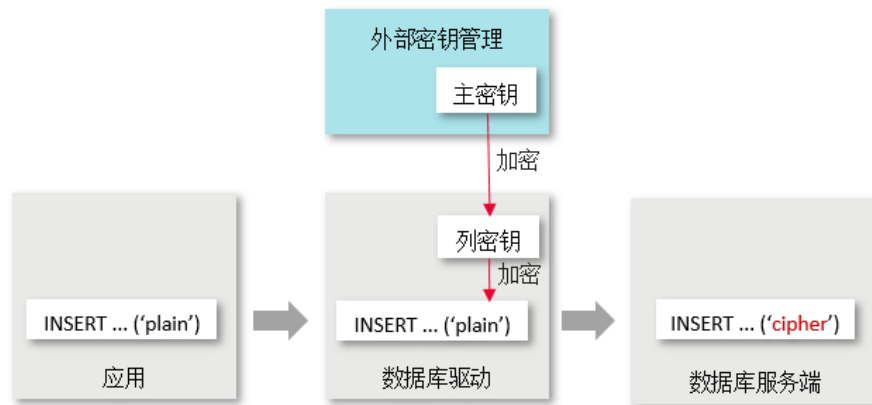 外部密钥管理
主密钥
加密
列密钥
加密
INSERT ... (‘plain’)
INSERT ... (‘plain’)
INSERT ... (‘cipher’)
应用
数据库驱动
数据库服务端